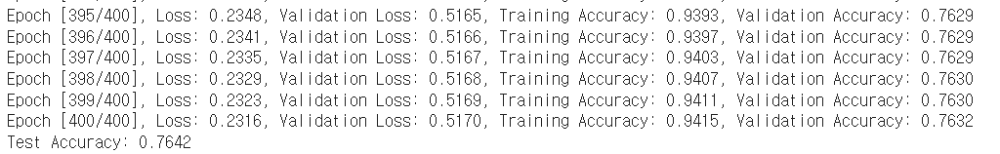 Epoch [395/400], Loss: 0.2348, Validation Loss: 0.5165, Training Accuracy: 0.9393, Validation Accuracy: 0.7629
Epoch [396/400], Loss: 0.2341, Validation Loss: 0.5166, Training Accuracy: 0.9397, Validation Accuracy: 0.7629
Epoch [397/400], Loss: 0.2335, Validation Loss: 0.5167, Training Accuracy: 0.9403, Validation Accuracy: 0.7629
Epoch [398/400], Loss: 0.2329, Validation Loss: 0.5168, Training Accuracy: 0.9407, Validation Accuracy: 0.7630
Epoch [399/400], Loss: 0.2323, Validation Loss: 0.5169, Training Accuracy: 0.9411, Validation Accuracy: 0.7630
Epoch [400/400], Loss: 0.2316, Validation Loss: 0.5170, Training Accuracy: 0.9415, Validation Accuracy: 0.7632
Test Accuracy: 0.7642